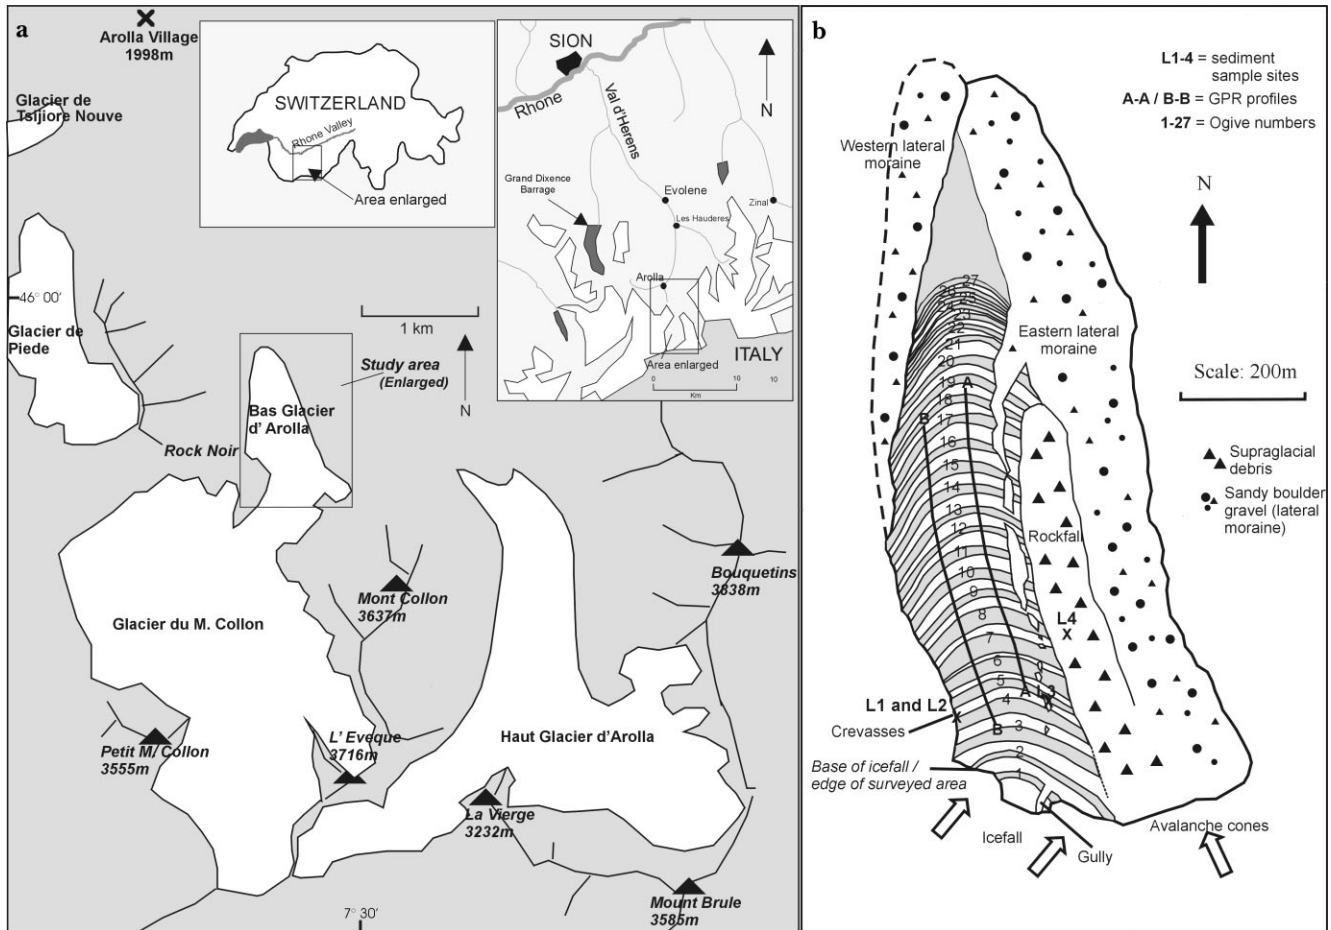 a
Arolla Village
1998m
Glacier de
Tsijiore Nouve
SWITZERLAND
Rhone Valley
Area enlarged
SION
Rhone
Val d'Herens
N
Grand Dixence
Barrage
Evolene
Zinal
Les Hauderes
Arolla
ITALY
Area enlarged
0 10 10
Km
46° 00'
Glacier de
Piede
1 km
N
Study area
(Enlarged)
Bas Glacier
d' Arolla
Rock Noir
Bouquetins
3838m
Mont Collon
3637m
Glacier du M. Collon
Petit M, Collon
3555m
L' Eveque
3716m
Haut Glacier d'Arolla
La Vierge
3232m
Mount Brule
3585m
7° 30'
b
L1-4 = sediment
sample sites
A-A / B-B = GPR profiles
1-27 = Ogive numbers
Western lateral
moraine
N
27
26
25
24
23
22
21
20
19
A
18
B
17
16
15
14
13
12
11
10
9
8
7
6
5
4
A
L3
3
B
2
1
Eastern lateral
moraine
Scale: 200m
Supraglacial
debris
Sandy boulder
gravel (lateral
moraine)
Rockfall
L4
X
L1 and L2
X
Crevasses
Base of icefall /
edge of surveyed area
Icefall
Gully
Avalanche cones